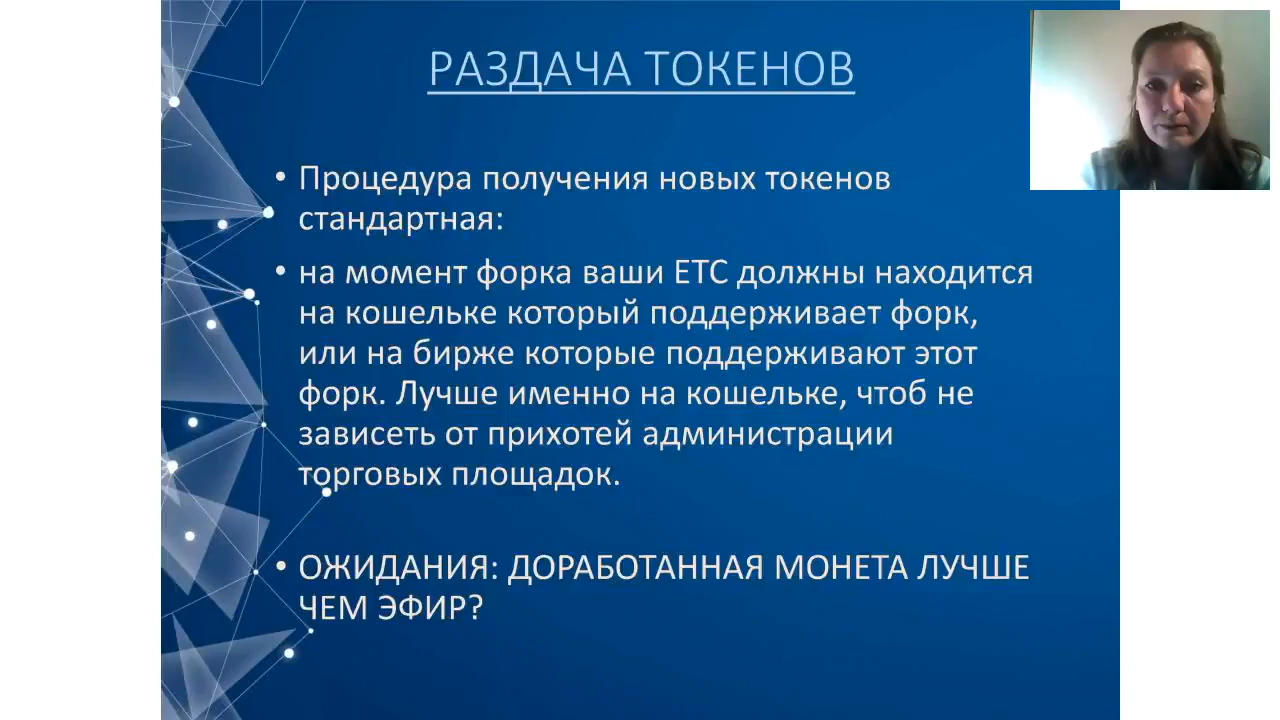 РАЗДАЧА ТОКЕНОВ
• Процедура получения новых токенов
стандартная:
• на момент форка ваши ЕТС должны находится
на кошельке который поддерживает форк,
или на бирже которые поддерживают этот
форк. Лучше именно на кошельке, чтоб не
зависеть от прихотей администрации
торговых площадок.
• ОЖИДАНИЯ: ДОРАБОТАННАЯ МОНЕТА ЛУЧШЕ
ЧЕМ ЭФИР?